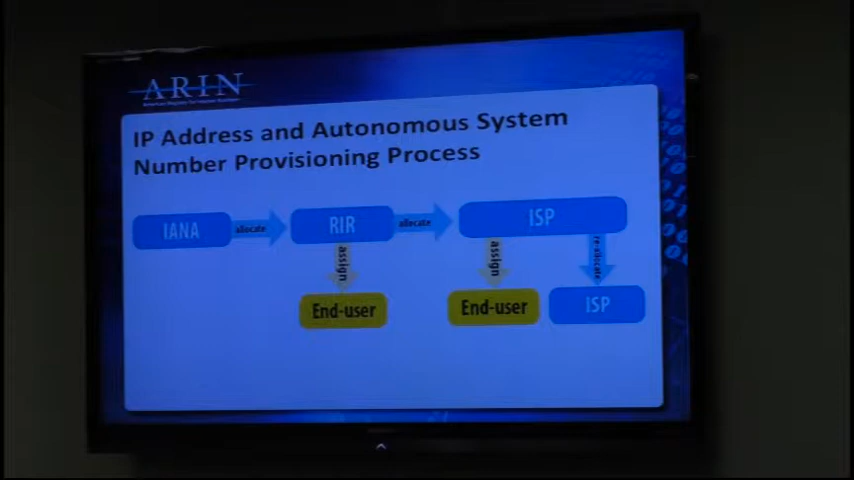 ARIN
IP Address and Autonomous System
Number Provisioning Process
IANA
allocate
RIR
allocate
ISP
assign
assign
re-allocate
End-user
End-user
ISP